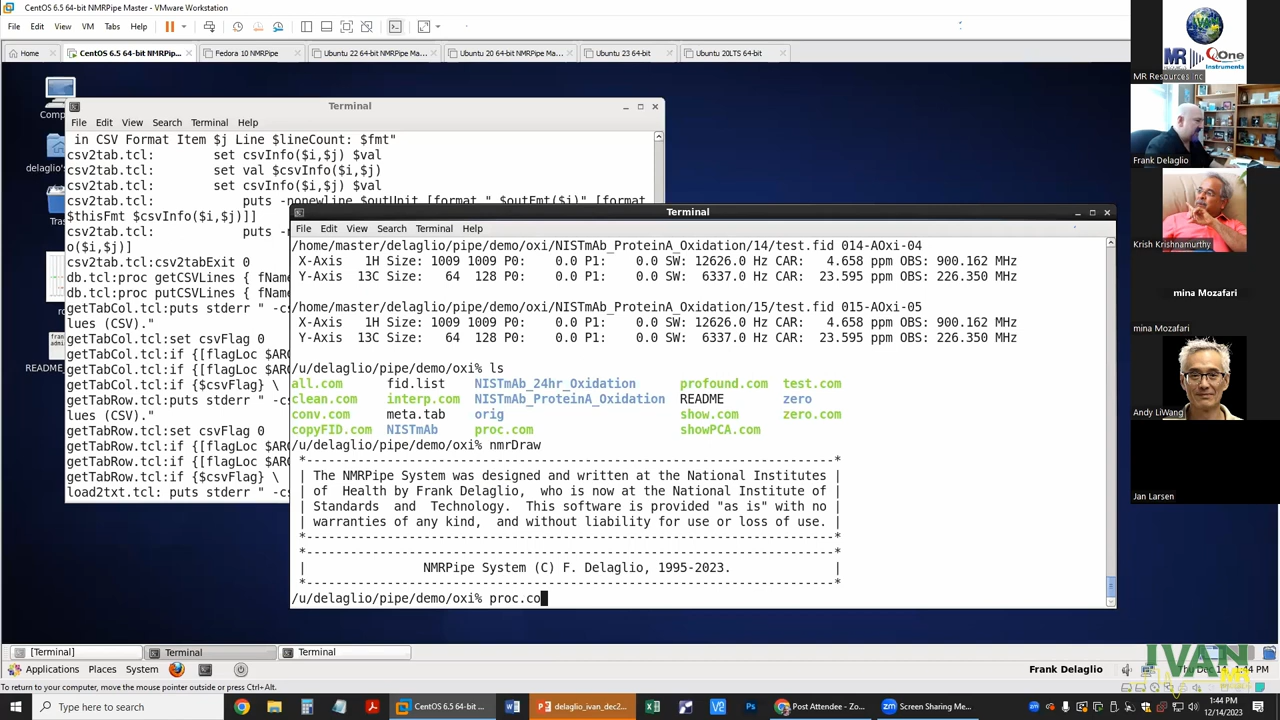 CentOS 6.5 64-bit NMRPipe Master - VMware Workstation
File Edit View VM Tabs Help
Home
CentOS 6.5 64-bit NMRPip...
Fedora 10 NMRPipe
Ubuntu 22 64-bit NMRPipe Mas...
Ubuntu 20 64-bit NMRPipe Ma...
Ubuntu 23 64-bit
Ubuntu 20LTS 64-bit
Comp
delaglio's
Tras
README
Terminal
File Edit View Search Terminal Help
in CSV Format Item $j Line $lineCount: $fmt"
csv2tab.tcl: set csvInfo($i,$j) $val
csv2tab.tcl: set val $csvInfo($i,$j)
csv2tab.tcl: set csvInfo($i,$j) $val
csv2tab.tcl: puts -nonewline $outUnit [format " $outFmt($i)" [format
$thisFmt $csvInfo($i,$j)]]
csv2tab.tcl: puts -n
o($i,$j)]
csv2tab.tcl:csv2tabExit 0
db.tcl:proc getCSVLines { fName
db.tcl:proc putCSVLines { fName
getTabCol.tcl:puts stderr " -cs
lues (CSV)."
getTabCol.tcl:set csvFlag 0
getTabCol.tcl:if {[flagLoc $ARG
getTabCol.tcl:if {[flagLoc $ARG
getTabCol.tcl:if {$csvFlag} \
getTabRow.tcl:puts stderr " -cs
lues (CSV)."
getTabRow.tcl:set csvFlag 0
getTabRow.tcl:if {[flagLoc $ARG
getTabRow.tcl:if {[flagLoc $ARG
getTabRow.tcl:if {$csvFlag} \
load2txt.tcl: puts stderr " -cs
Terminal
File Edit View Search Terminal Help
/home/master/delaglio/pipe/demo/oxi/NISTmAb_ProteinA_Oxidation/14/test.fid 014-AOxi-04
X-Axis 1H Size: 1009 1009 P0: 0.0 P1: 0.0 SW: 12626.0 Hz CAR: 4.658 ppm OBS: 900.162 MHz
Y-Axis 13C Size: 64 128 P0: 0.0 P1: 0.0 SW: 6337.0 Hz CAR: 23.595 ppm OBS: 226.350 MHz
/home/master/delaglio/pipe/demo/oxi/NISTmAb_ProteinA_Oxidation/15/test.fid 015-AOxi-05
X-Axis 1H Size: 1009 1009 P0: 0.0 P1: 0.0 SW: 12626.0 Hz CAR: 4.658 ppm OBS: 900.162 MHz
Y-Axis 13C Size: 64 128 P0: 0.0 P1: 0.0 SW: 6337.0 Hz CAR: 23.595 ppm OBS: 226.350 MHz
/u/delaglio/pipe/demo/oxi% ls
all.com fid.list NISTmAb_24hr_Oxidation profound.com test.com
clean.com interp.com NISTmAb_ProteinA_Oxidation README zero
conv.com meta.tab orig show.com zero.com
copyFID.com NISTmAb proc.com showPCA.com
/u/delaglio/pipe/demo/oxi% nmrDraw
*----------------------------------------------------------------------*
| The NMRPipe System was designed and written at the National Institutes
| of Health by Frank Delaglio, who is now at the National Institute of |
| Standards and Technology. This software is provided "as is" with no |
| warranties of any kind, and without liability for use or loss of use. |
*----------------------------------------------------------------------*
*----------------------------------------------------------------------*
| NMRPipe System (C) F. Delaglio, 1995-2023. |
*----------------------------------------------------------------------*
/u/delaglio/pipe/demo/oxi% proc.co
MR
QOne
Instruments
MR Resources Inc
Frank Delaglio
Krish Krishnamurthy
mina Mozafari
mina Mozafari
Andy LiWang
Jan Larsen
[Terminal]
Terminal
Terminal
Applications Places System
Frank Delaglio
IVAN
MR
To return to your computer, move the mouse pointer outside or press Ctrl+Alt.
Type here to search
CentOS 6.5 64-bit NM...
delaglio_ivan_dec2...
Post Attendee - Zo...
Screen Sharing Me...
1:44 PM
12/14/2023